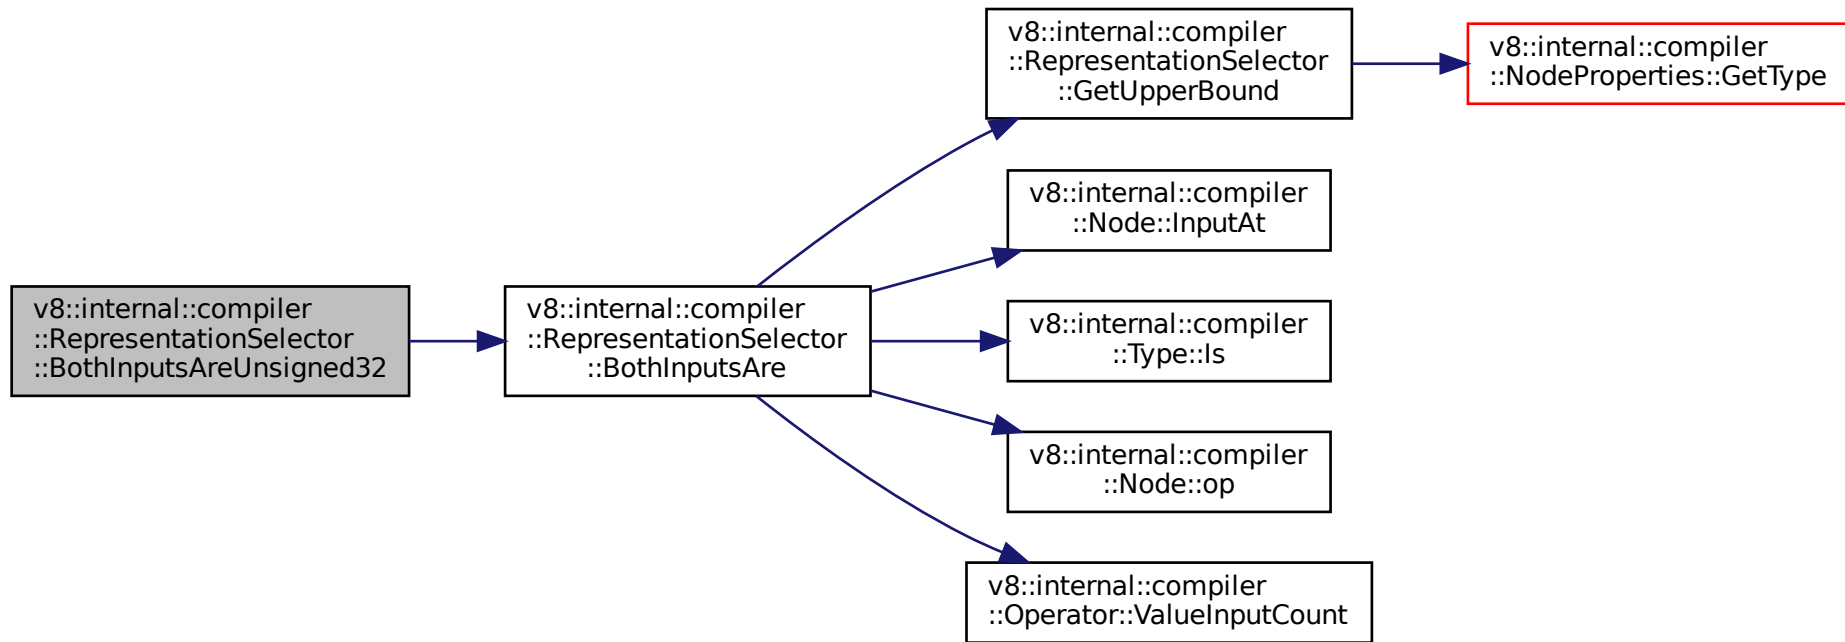 v8::internal::compiler
::RepresentationSelector
::BothInputsAreUnsigned32
v8::internal::compiler
::RepresentationSelector
::BothInputsAre
v8::internal::compiler
::RepresentationSelector
::GetUpperBound
v8::internal::compiler
::NodeProperties::GetType
v8::internal::compiler
::Node::InputAt
v8::internal::compiler
::Type::Is
v8::internal::compiler
::Node::op
v8::internal::compiler
::Operator::ValueInputCount